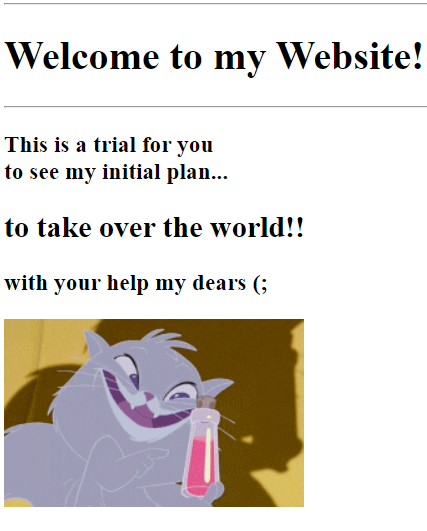 Welcome to my Website!
This is a trial for you
to see my initial plan...
to take over the world!!
with your help my dears (;